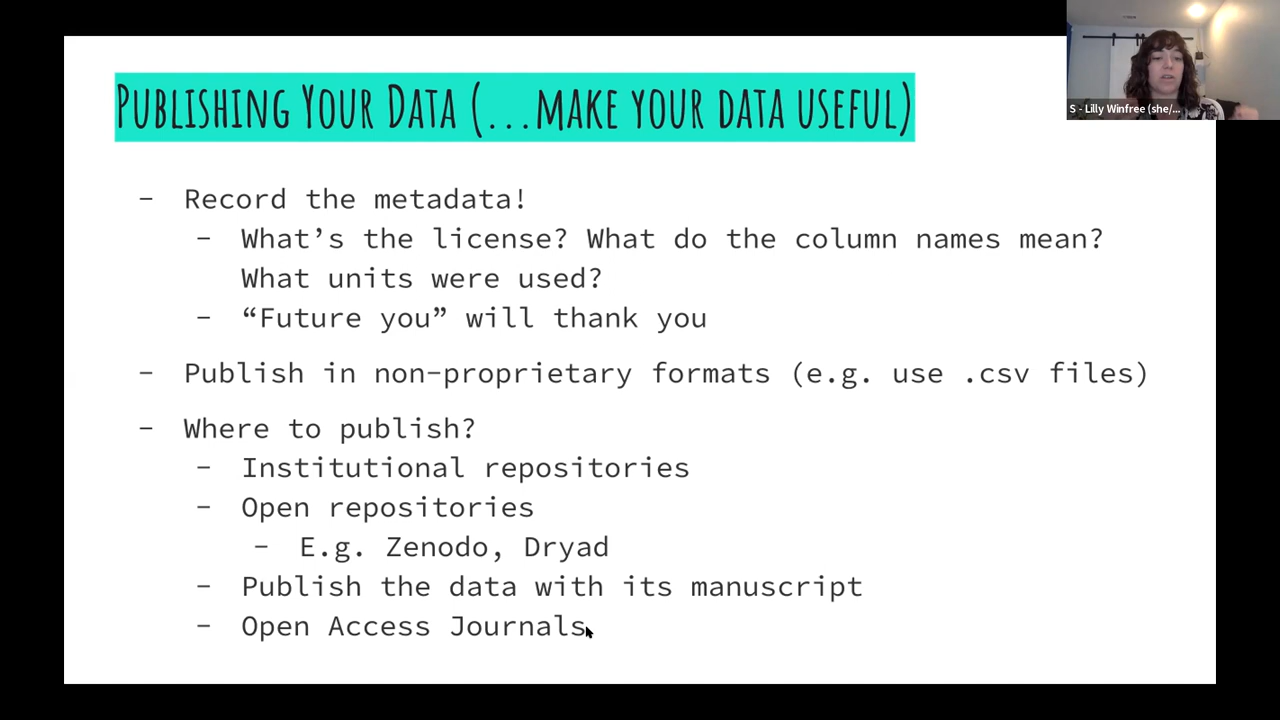 PUBLISHING YOUR DATA (...MAKE YOUR DATA USEFUL)
S - Lilly Winfree (she/...
- Record the metadata!
- What’s the license? What do the column names mean?
What units were used?
- “Future you” will thank you
- Publish in non-proprietary formats (e.g. use .csv files)
- Where to publish?
- Institutional repositories
- Open repositories
- E.g. Zenodo, Dryad
- Publish the data with its manuscript
- Open Access Journals